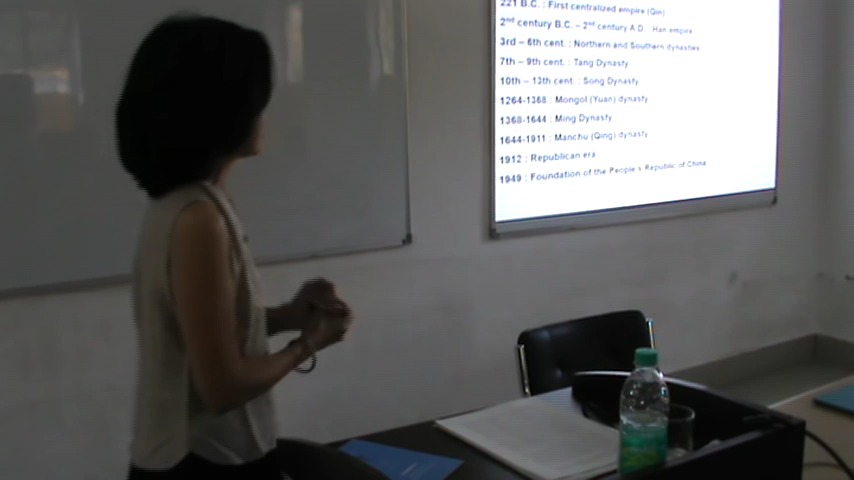 221 B.C. : First centralized empire (Qin)
2nd century B.C. – 2nd century A.D. Han empire
3rd – 6th cent. : Northern and Southern dynasties
7th – 9th cent. : Tang Dynasty
10th – 13th cent. : Song Dynasty
1264-1368 : Mongol (Yuan) dynasty
1368-1644 : Ming Dynasty
1644-1911 : Manchu (Qing) dynasty
1912 : Republican era
1949 : Foundation of the People's Republic of China